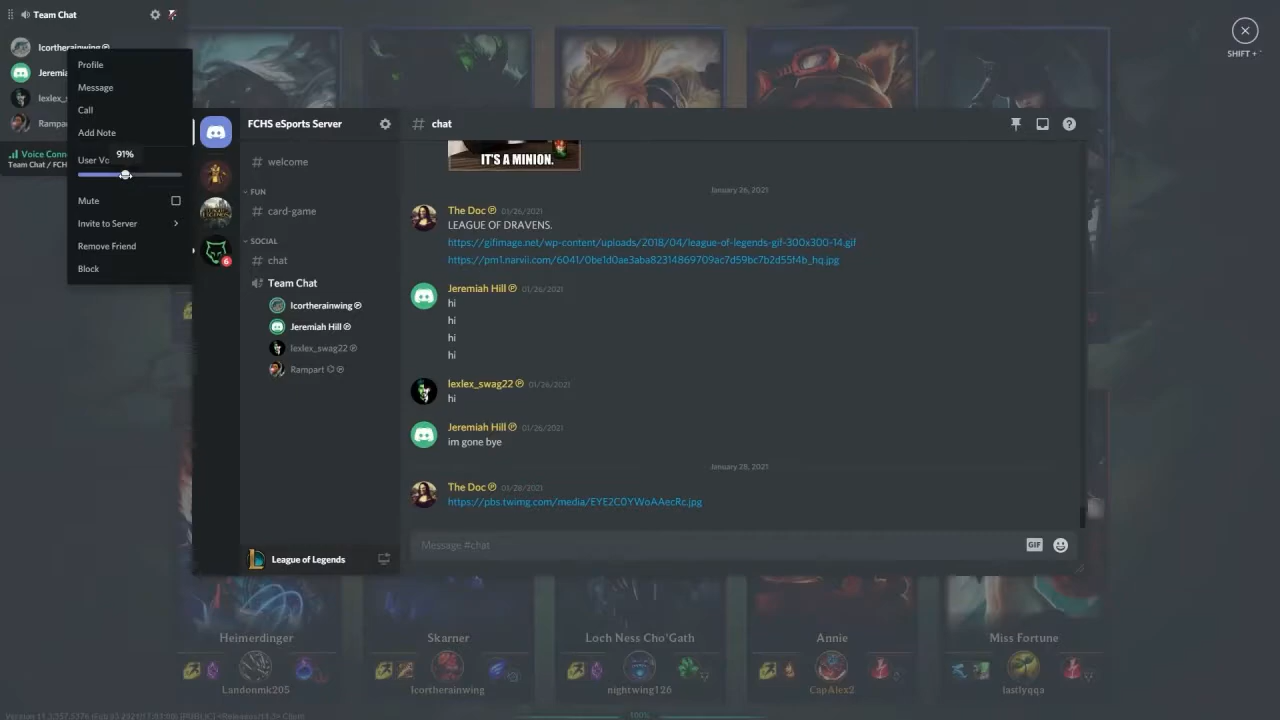 Team Chat
SHIFT + `
Icortherainwing
Profile
Message
Call
Add Note
91%
Mute
Invite to Server
Remove Friend
Block
Team Chat / FCH
FCHS eSports Server
# welcome
FUN
# card-game
SOCIAL
# chat
Team Chat
Icortherainwing
Jeremiah Hill
lexlex_swag22
Rampart
League of Legends
# chat
IT'S A MINION.
January 26, 2021
The Doc 01/26/2021
LEAGUE OF DRAVENS.
https://gifimage.net/wp-content/uploads/2018/04/league-of-legends-gif-300x300-14.gif
https://pm1.narvii.com/6041/0be1d0ae3aba82314869709ac7d59bc7b2d55f4b_hq.jpg
Jeremiah Hill 01/26/2021
hi
hi
hi
hi
lexlex_swag22 01/26/2021
hi
Jeremiah Hill 01/26/2021
im gone bye
January 28, 2021
The Doc 01/28/2021
https://pbs.twimg.com/media/EYE2C0YWoAAecRc.jpg
Message #chat
GIF
6
Heimerdinger
Skarner
Loch Ness Cho'Gath
Annie
Miss Fortune
Landonmk205
Icortherainwing
nightwing126
CapAlex2
lastlyqqa
100%